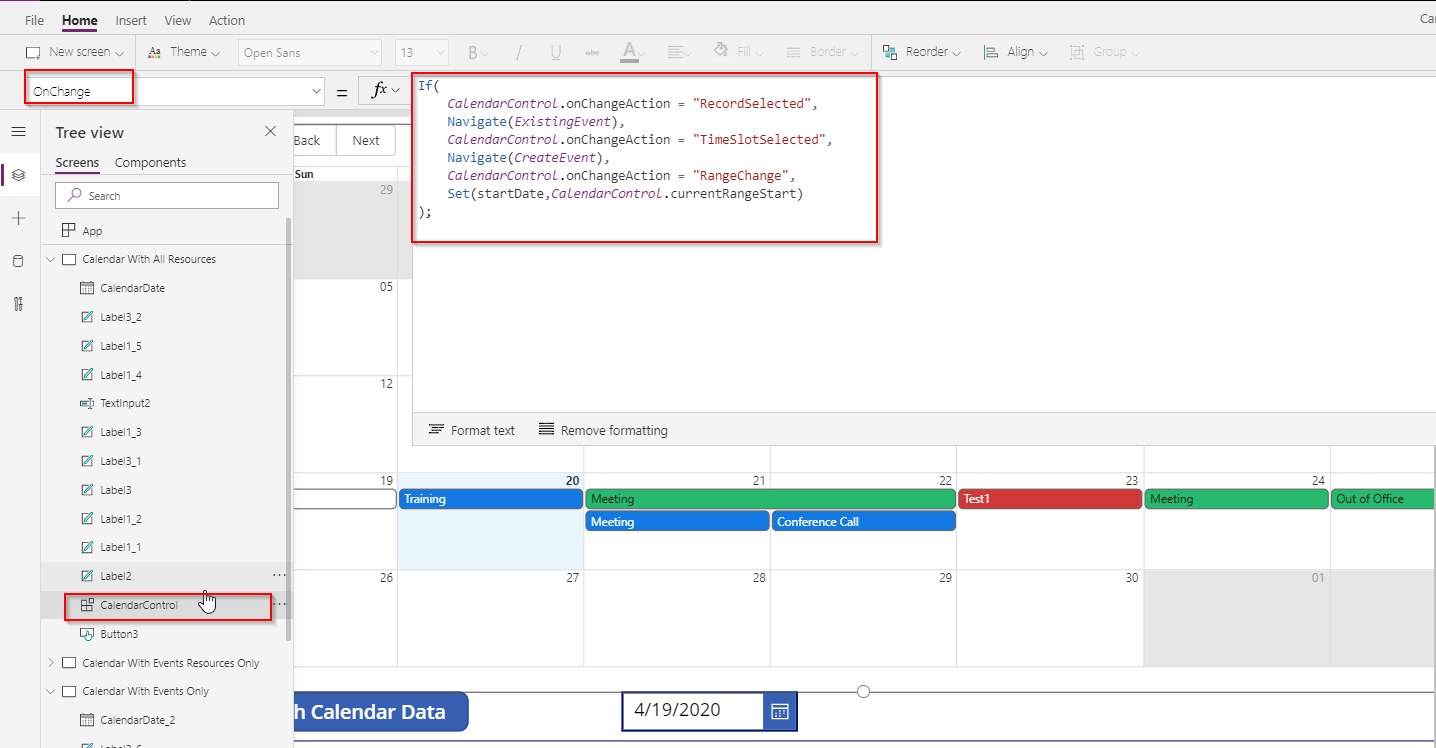 File Home Insert View Action
Ca
New screen Theme Open Sans 13 B / U abc A Fill Border Reorder Align Group
OnChange = fx
If(
CalendarControl.onChangeAction = "RecordSelected",
Navigate(ExistingEvent),
CalendarControl.onChangeAction = "TimeSlotSelected",
Navigate(CreateEvent),
CalendarControl.onChangeAction = "RangeChange",
Set(startDate,CalendarControl.currentRangeStart)
);
Format text Remove formatting
Tree view
Screens Components
Search
App
Calendar With All Resources
CalendarDate
Label3_2
Label1_5
Label1_4
TextInput2
Label1_3
Label3_1
Label3
Label1_2
Label1_1
Label2 ...
CalendarControl ...
Button3
Calendar With Events Resources Only
Calendar With Events Only
CalendarDate_2
Back Next
Sun
29
05
12
19 20 21 22 23 24
Training Meeting Test1 Meeting Out of Office
Meeting Conference Call
26 27 28 29 30 01
h Calendar Data 4/19/2020